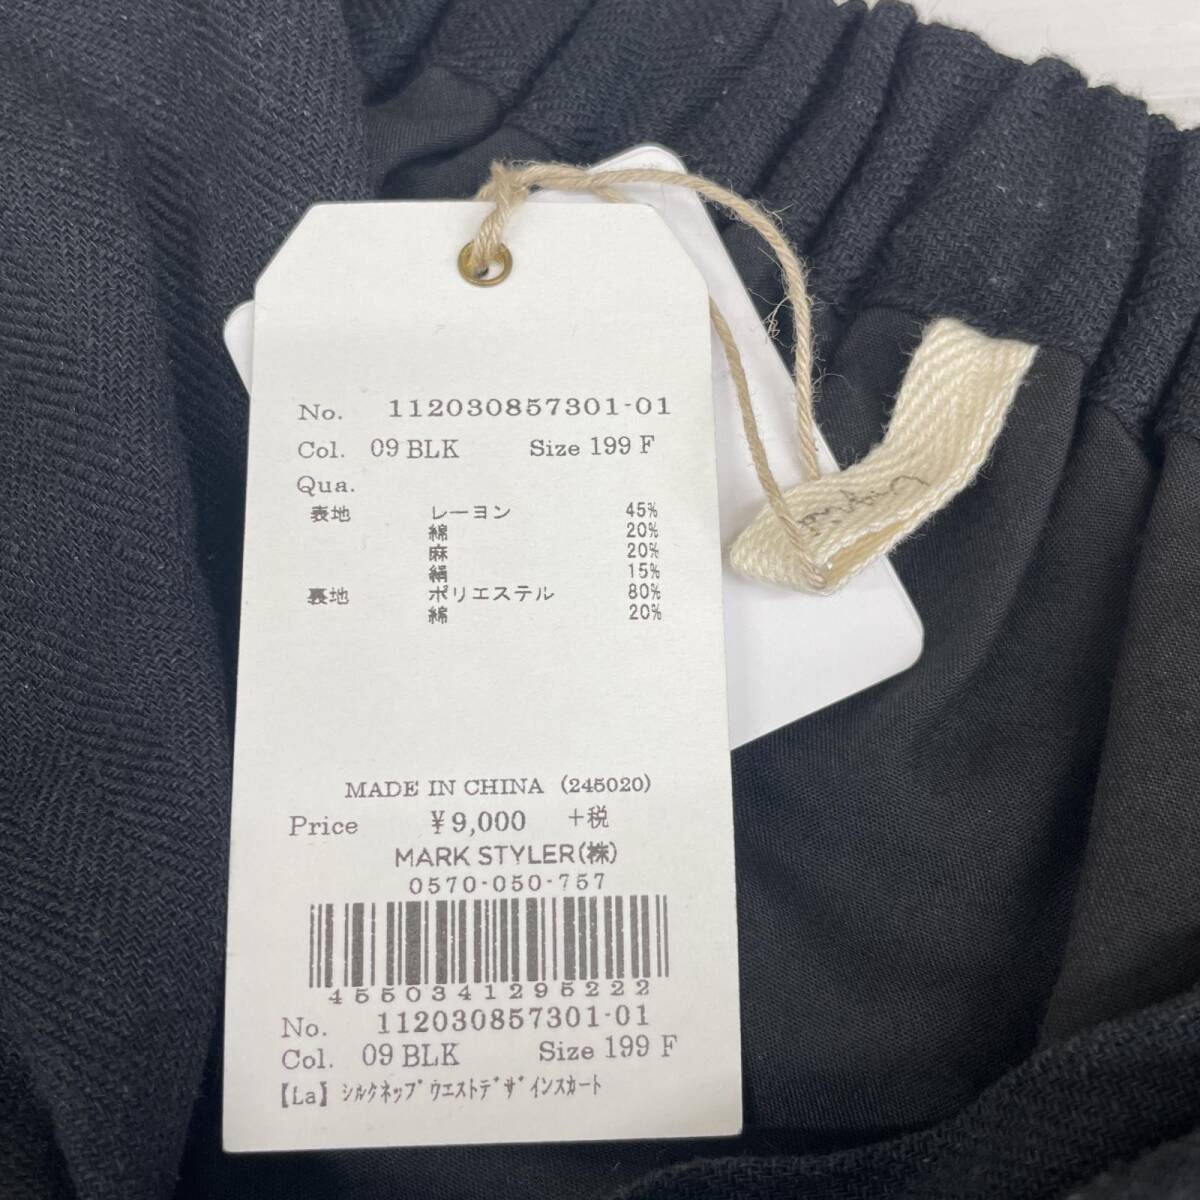 No. 112030857301-01
Col. 09 BLK Size 199 F
Qua.
表地 レーヨン 45%
綿 20%
麻 20%
絹 15%
裏地 ポリエステル 80%
綿 20%
MADE IN CHINA (245020)
Price ¥9,000 +税
MARK STYLER(株)
0570-050-757
4550341295222
No. 112030857301-01
Col. 09 BLK Size 199 F
【La】ｼﾙｸﾈｯﾌﾟｳｴｽﾄﾃﾞｻﾞｲﾝｽｶｰﾄ